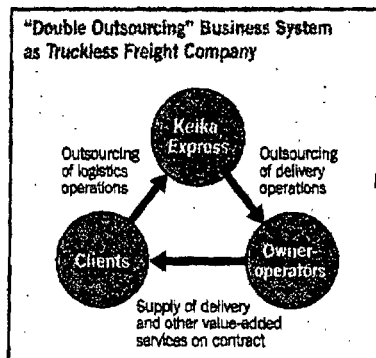 "Double Outsourcing" Business System
as Truckless Freight Company
Keika
Express
Outsourcing
of logistics
operations
Outsourcing
of delivery
operations
Clients
Owner-
operators
Supply of delivery
and other value-added
services on contract